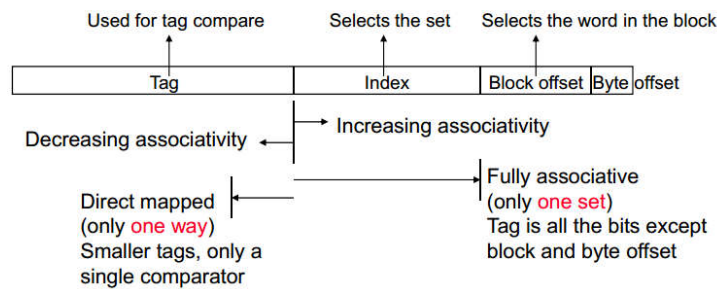 Used for tag compare
Selects the set
Selects the word in the block
Tag
Index
Block offset
Byte offset
Decreasing associativity
Increasing associativity
Direct mapped
(only one way)
Smaller tags, only a
single comparator
Fully associative
(only one set)
Tag is all the bits except
block and byte offset